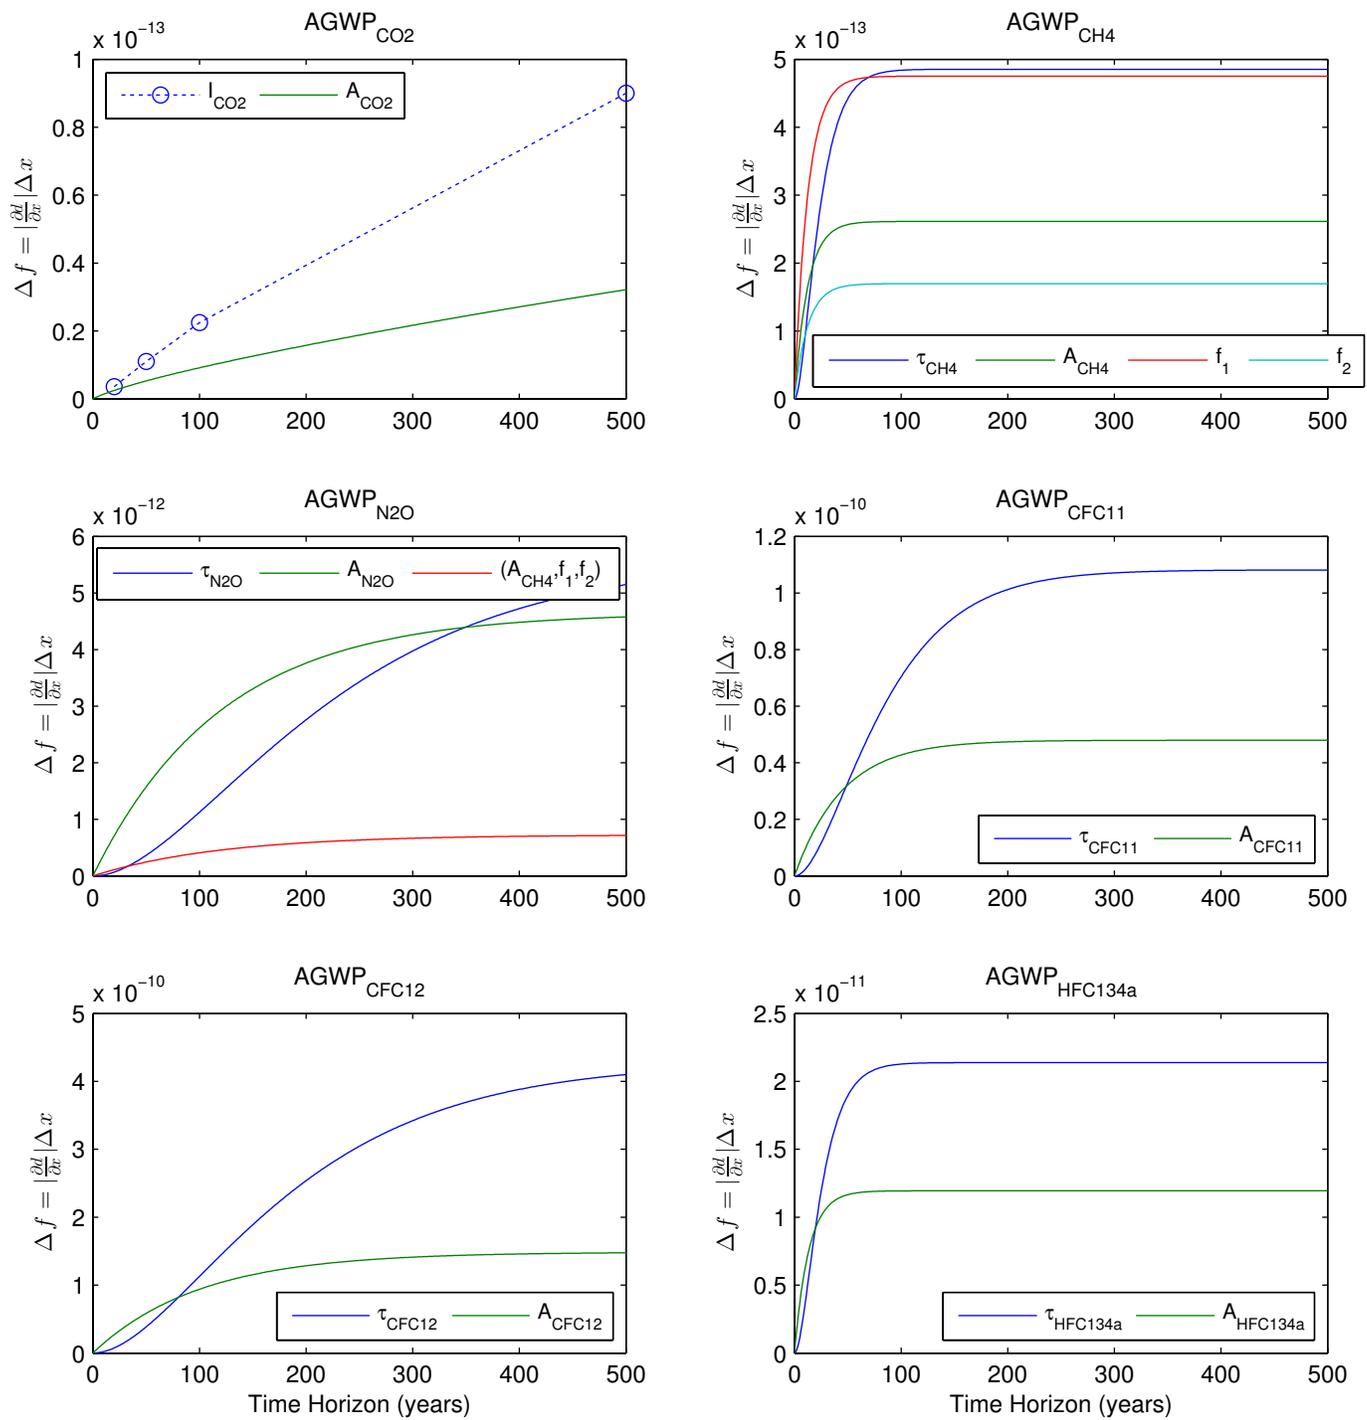 AGWP_CO2
x 10^−13
Δf = |∂d/∂x|Δx
1
0.8
0.6
0.4
0.2
0
I_CO2 A_CO2
0 100 200 300 400 500
AGWP_CH4
x 10^−13
Δf = |∂d/∂x|Δx
5
4
3
2
1
0
τ_CH4 A_CH4 f_1 f_2
0 100 200 300 400 500
AGWP_N2O
x 10^−12
Δf = |∂d/∂x|Δx
6
5
4
3
2
1
0
τ_N2O A_N2O (A_CH4,f_1,f_2)
0 100 200 300 400 500
AGWP_CFC11
x 10^−10
Δf = |∂d/∂x|Δx
1.2
1
0.8
0.6
0.4
0.2
0
τ_CFC11 A_CFC11
0 100 200 300 400 500
AGWP_CFC12
x 10^−10
Δf = |∂d/∂x|Δx
5
4
3
2
1
0
τ_CFC12 A_CFC12
0 100 200 300 400 500
Time Horizon (years)
AGWP_HFC134a
x 10^−11
Δf = |∂d/∂x|Δx
2.5
2
1.5
1
0.5
0
τ_HFC134a A_HFC134a
0 100 200 300 400 500
Time Horizon (years)